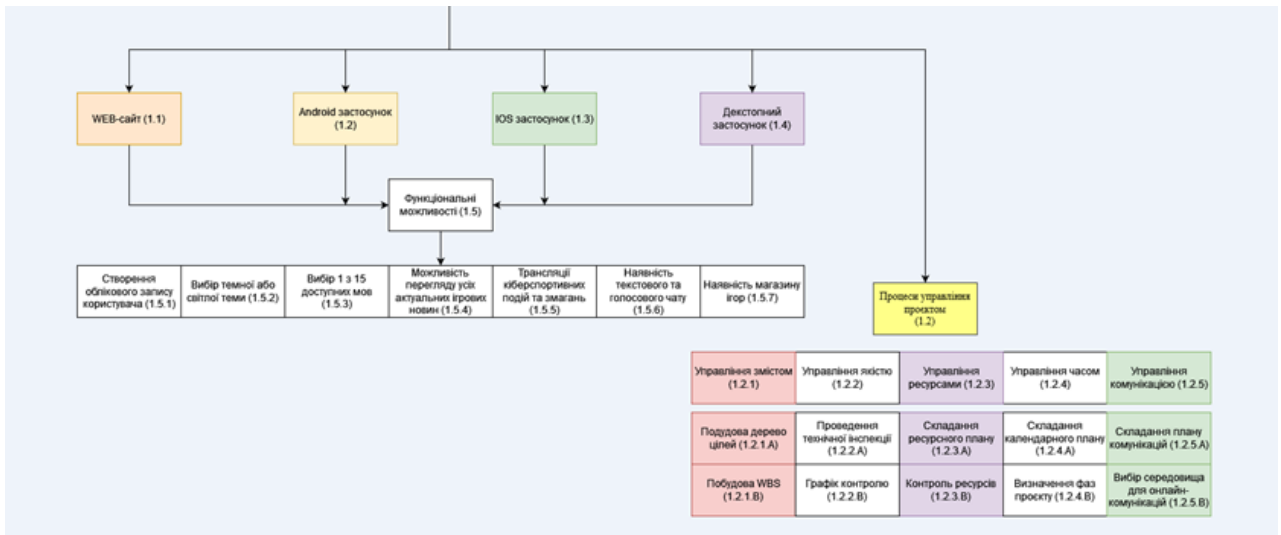 WEB-сайт (1.1)
Android застосунок
(1.2)
IOS застосунок (1.3)
Декстопний
застосунок (1.4)
Функціональні
можливості (1.5)
Створення
облікового запису
користувача (1.5.1)
Вибір темної або
світлої теми (1.5.2)
Вибір 1 з 15
доступних мов
(1.5.3)
Можливість
перегляду усіх
актуальних ігрових
новин (1.5.4)
Трансляції
кіберспортивних
подій та змагань
(1.5.5)
Наявність
текстового та
голосового чату
(1.5.6)
Наявність магазину
ігор (1.5.7)
Процеси управління
проєктом
(1.2)
Управління змістом
(1.2.1)
Управління якістю
(1.2.2)
Управління
ресурсами (1.2.3)
Управління часом
(1.2.4)
Управління
комунікацією (1.2.5)
Подудова дерево
цілей (1.2.1.A)
Проведення
технічної інспекції
(1.2.2.A)
Складання
ресурсного плану
(1.2.3.A)
Складання
календарного плану
(1.2.4.A)
Складання плану
комунікацій (1.2.5.A)
Побудова WBS
(1.2.1.B)
Графік контролю
(1.2.2.B)
Контроль ресурсів
(1.2.3.B)
Визначення фаз
проєкту (1.2.4.B)
Вибір середовища
для онлайн-
комунікацій (1.2.5.B)